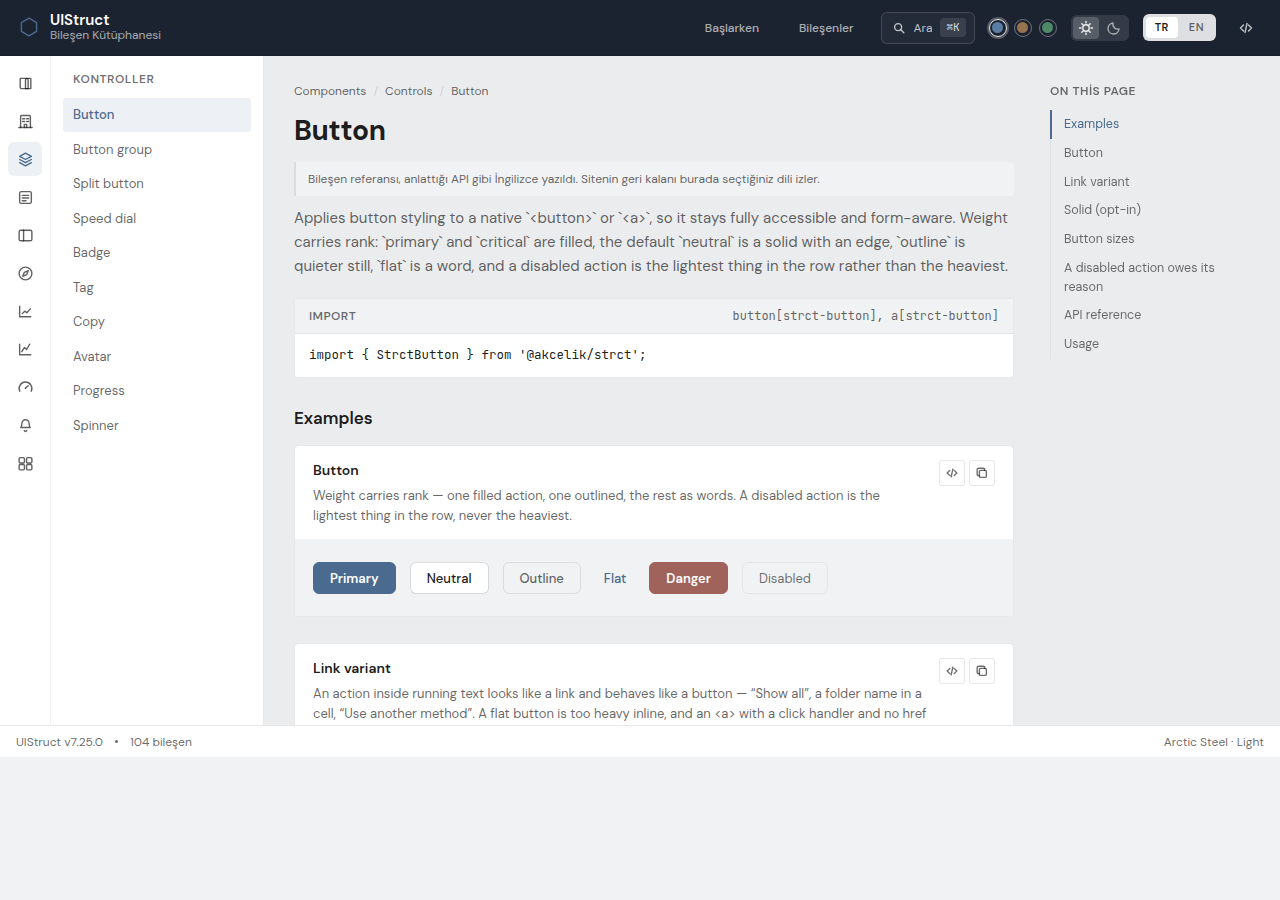 UIStruct
Bileşen Kütüphanesi
Başlarken
Bileşenler
Ara ⌘K
TR EN
KONTROLLER
Button
Button group
Split button
Speed dial
Badge
Tag
Copy
Avatar
Progress
Spinner
Components / Controls / Button
Button
Bileşen referansı, anlattığı API gibi İngilizce yazıldı. Sitenin geri kalanı burada seçtiğiniz dili izler.
Applies button styling to a native `<button>` or `<a>`, so it stays fully accessible and form-aware. Weight
carries rank: `primary` and `critical` are filled, the default `neutral` is a solid with an edge, `outline` is
quieter still, `flat` is a word, and a disabled action is the lightest thing in the row rather than the heaviest.
IMPORT button[strct-button], a[strct-button]
import { StrctButton } from '@akcelik/strct';
Examples
Button
Weight carries rank — one filled action, one outlined, the rest as words. A disabled action is the
lightest thing in the row, never the heaviest.
Primary Neutral Outline Flat Danger Disabled
Link variant
An action inside running text looks like a link and behaves like a button — “Show all”, a folder name in a
cell, “Use another method”. A flat button is too heavy inline, and an <a> with a click handler and no href
ON THİS PAGE
Examples
Button
Link variant
Solid (opt-in)
Button sizes
A disabled action owes its
reason
API reference
Usage
UIStruct v7.25.0 • 104 bileşen
Arctic Steel · Light